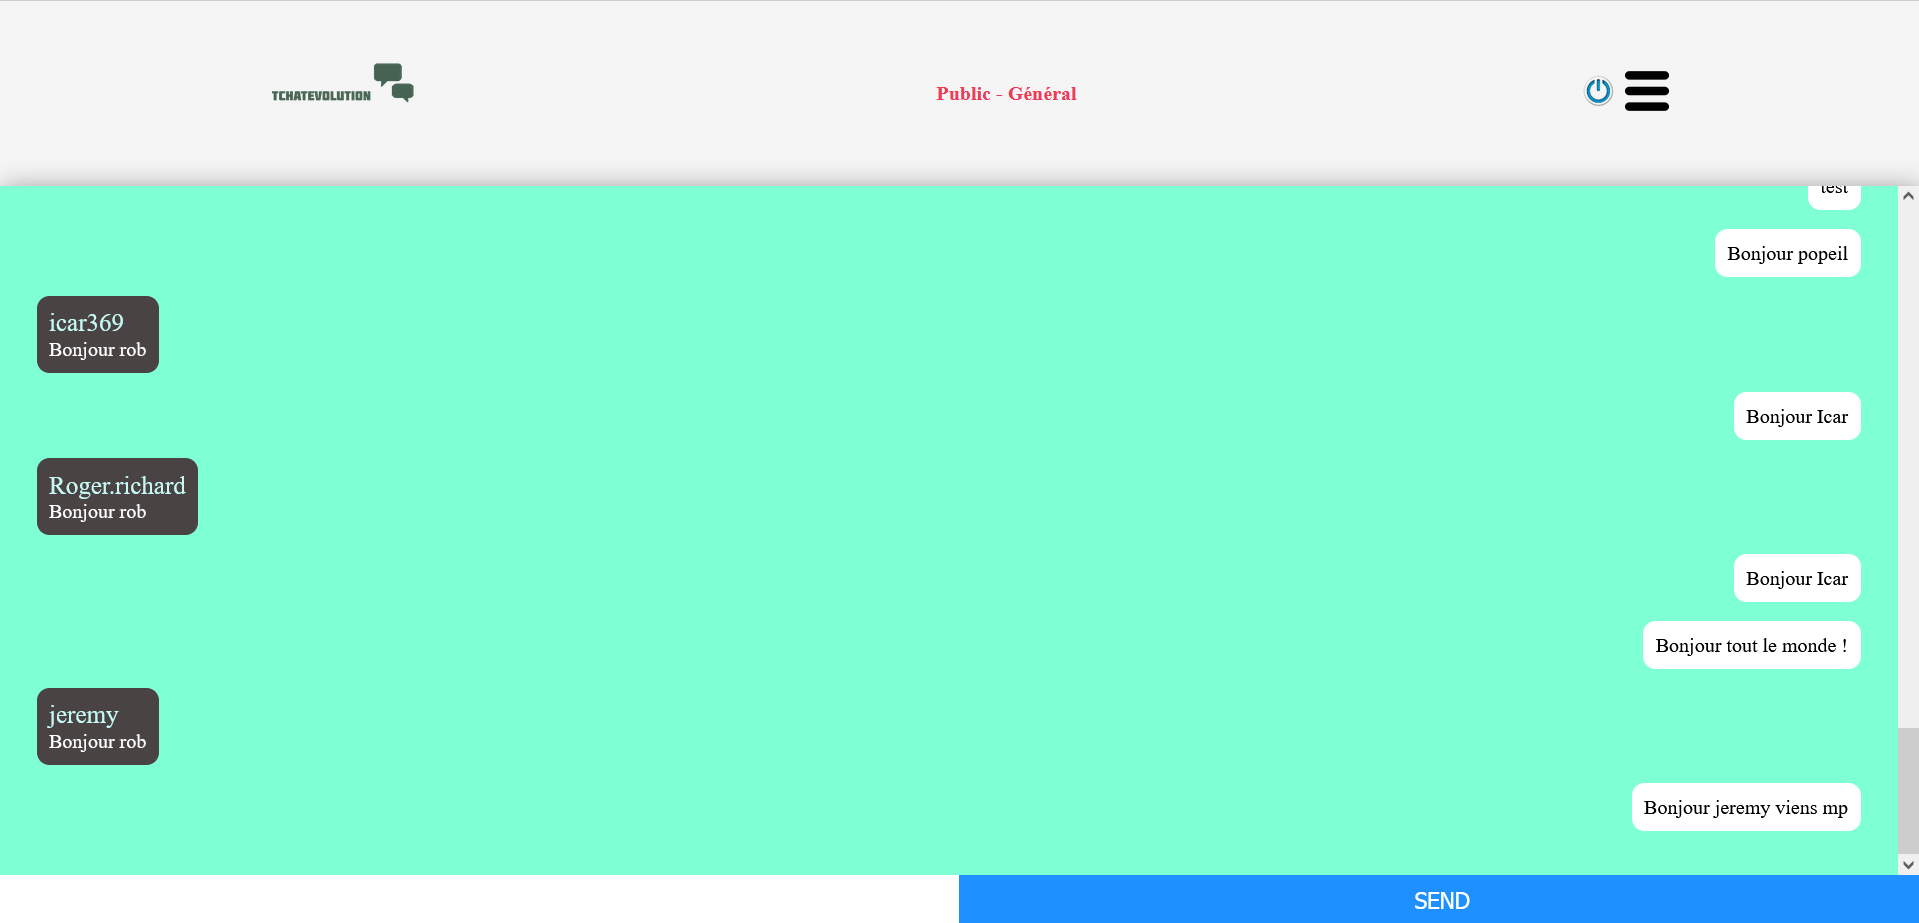 TCHATEVOLUTION
Public - Général
test
Bonjour popeil
icar369
Bonjour rob
Bonjour Icar
Roger.richard
Bonjour rob
Bonjour Icar
Bonjour tout le monde !
jeremy
Bonjour rob
Bonjour jeremy viens mp
SEND